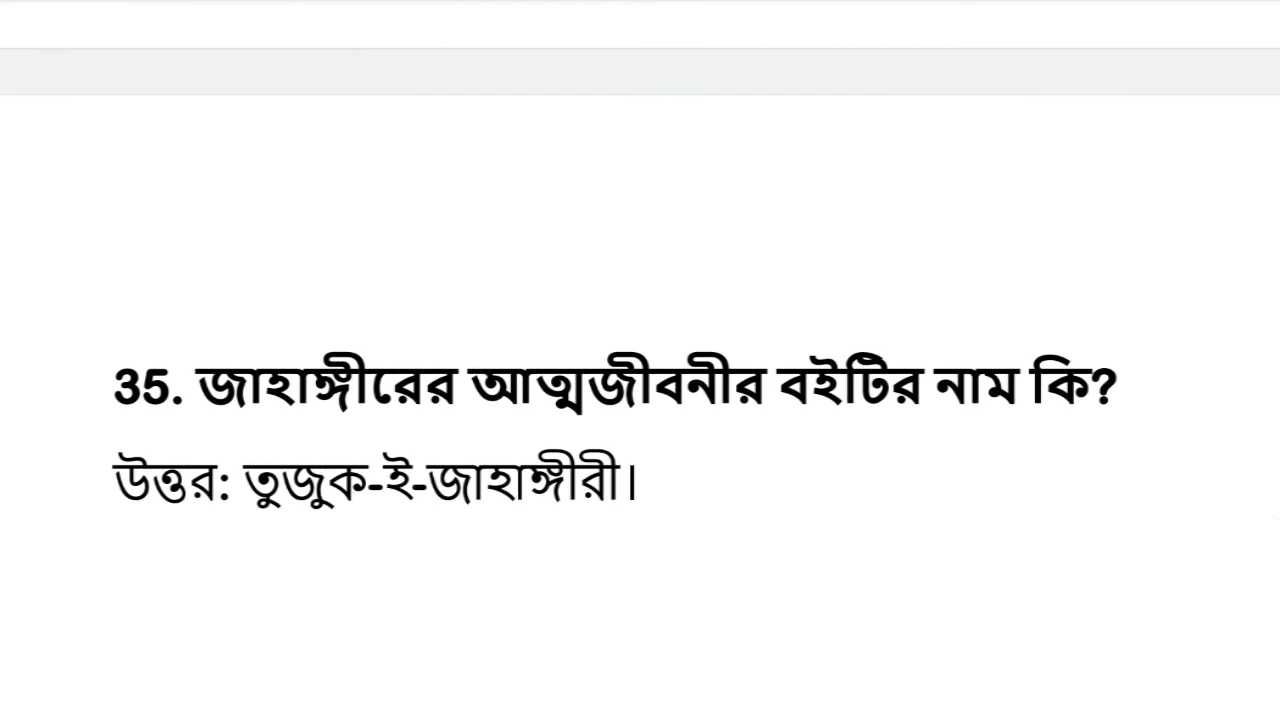 35. জাহাঙ্গীরের আত্মজীবনীর বইটির নাম কি?
উত্তর: তুজুক-ই-জাহাঙ্গীরী।